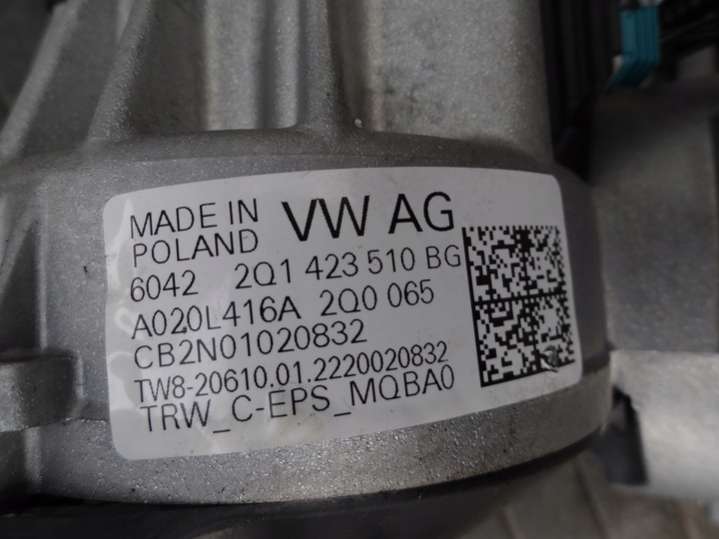 MADE IN VW AG
POLAND
6042 2Q1 423 510 BG
A020L416A 2Q0 065
CB2N01020832
TW8-20610.01.2220020832
TRW_C-EPS_MQBA0